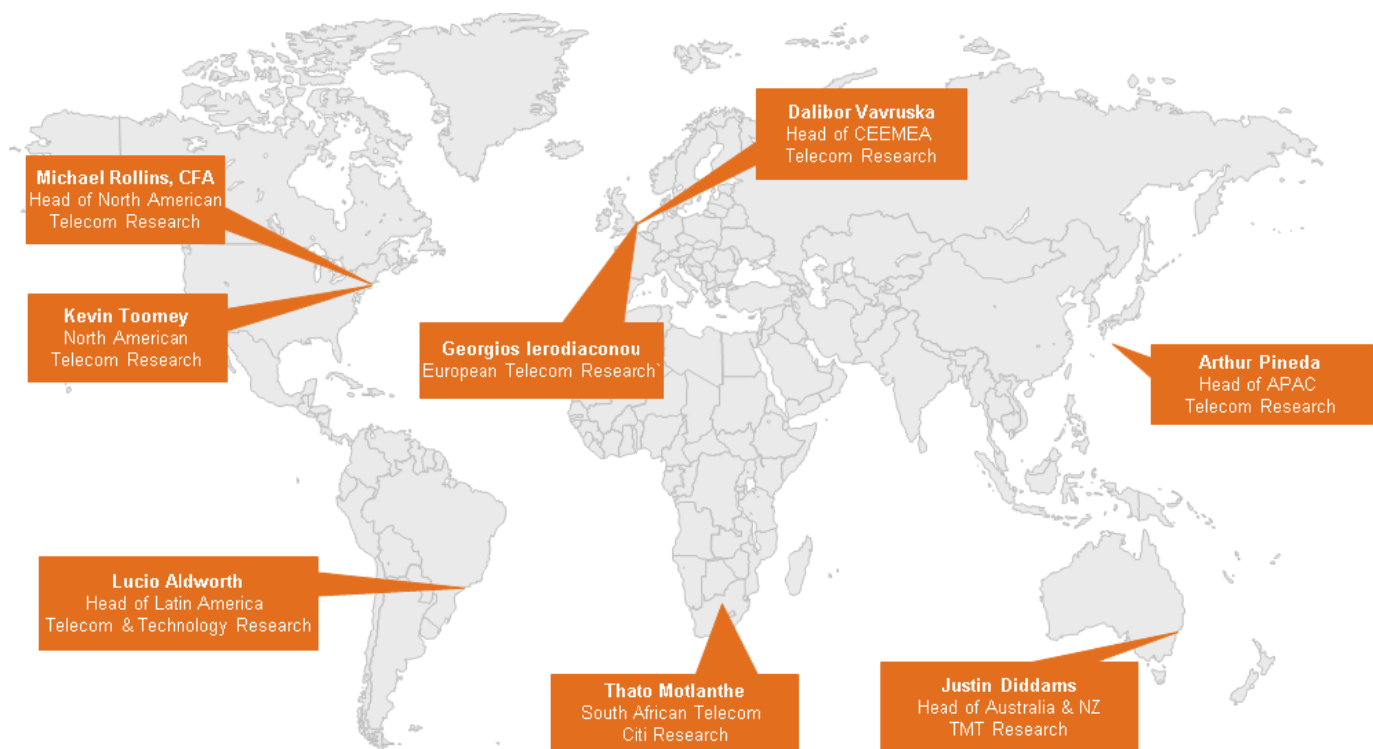 Dalibor Vavruska
Head of CEEMEA
Telecom Research
Michael Rollins, CFA
Head of North American
Telecom Research
Kevin Toomey
North American
Telecom Research
Georgios Ierodiaconou
European Telecom Research`
Arthur Pineda
Head of APAC
Telecom Research
Lucio Aldworth
Head of Latin America
Telecom & Technology Research
Thato Motlanthe
South African Telecom
Citi Research
Justin Diddams
Head of Australia & NZ
TMT Research